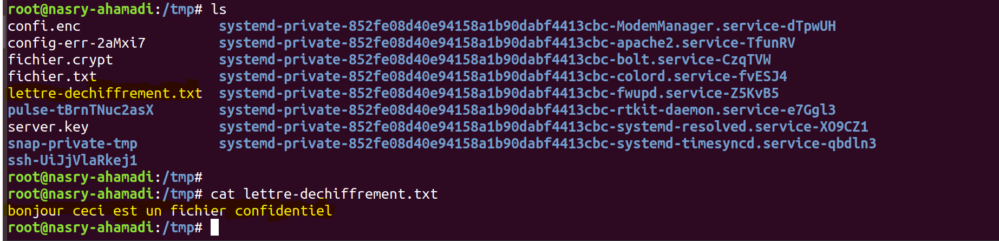 root@nasry-ahamadi:/tmp# ls
confi.enc systemd-private-852fe08d40e94158a1b90dabf4413cbc-ModemManager.service-dTpwUH
config-err-2aMxi7 systemd-private-852fe08d40e94158a1b90dabf4413cbc-apache2.service-TfunRV
fichier.crypt systemd-private-852fe08d40e94158a1b90dabf4413cbc-bolt.service-CzqTVW
fichier.txt systemd-private-852fe08d40e94158a1b90dabf4413cbc-colord.service-fvESJ4
lettre-dechiffrement.txt systemd-private-852fe08d40e94158a1b90dabf4413cbc-fwupd.service-Z5KvB5
pulse-tBrnTNuc2asX systemd-private-852fe08d40e94158a1b90dabf4413cbc-rtkit-daemon.service-e7Ggl3
server.key systemd-private-852fe08d40e94158a1b90dabf4413cbc-systemd-resolved.service-XO9CZ1
snap-private-tmp systemd-private-852fe08d40e94158a1b90dabf4413cbc-systemd-timesyncd.service-qbdln3
ssh-UiJjVlaRkej1
root@nasry-ahamadi:/tmp#
root@nasry-ahamadi:/tmp# cat lettre-dechiffrement.txt
bonjour ceci est un fichier confidentiel
root@nasry-ahamadi:/tmp#